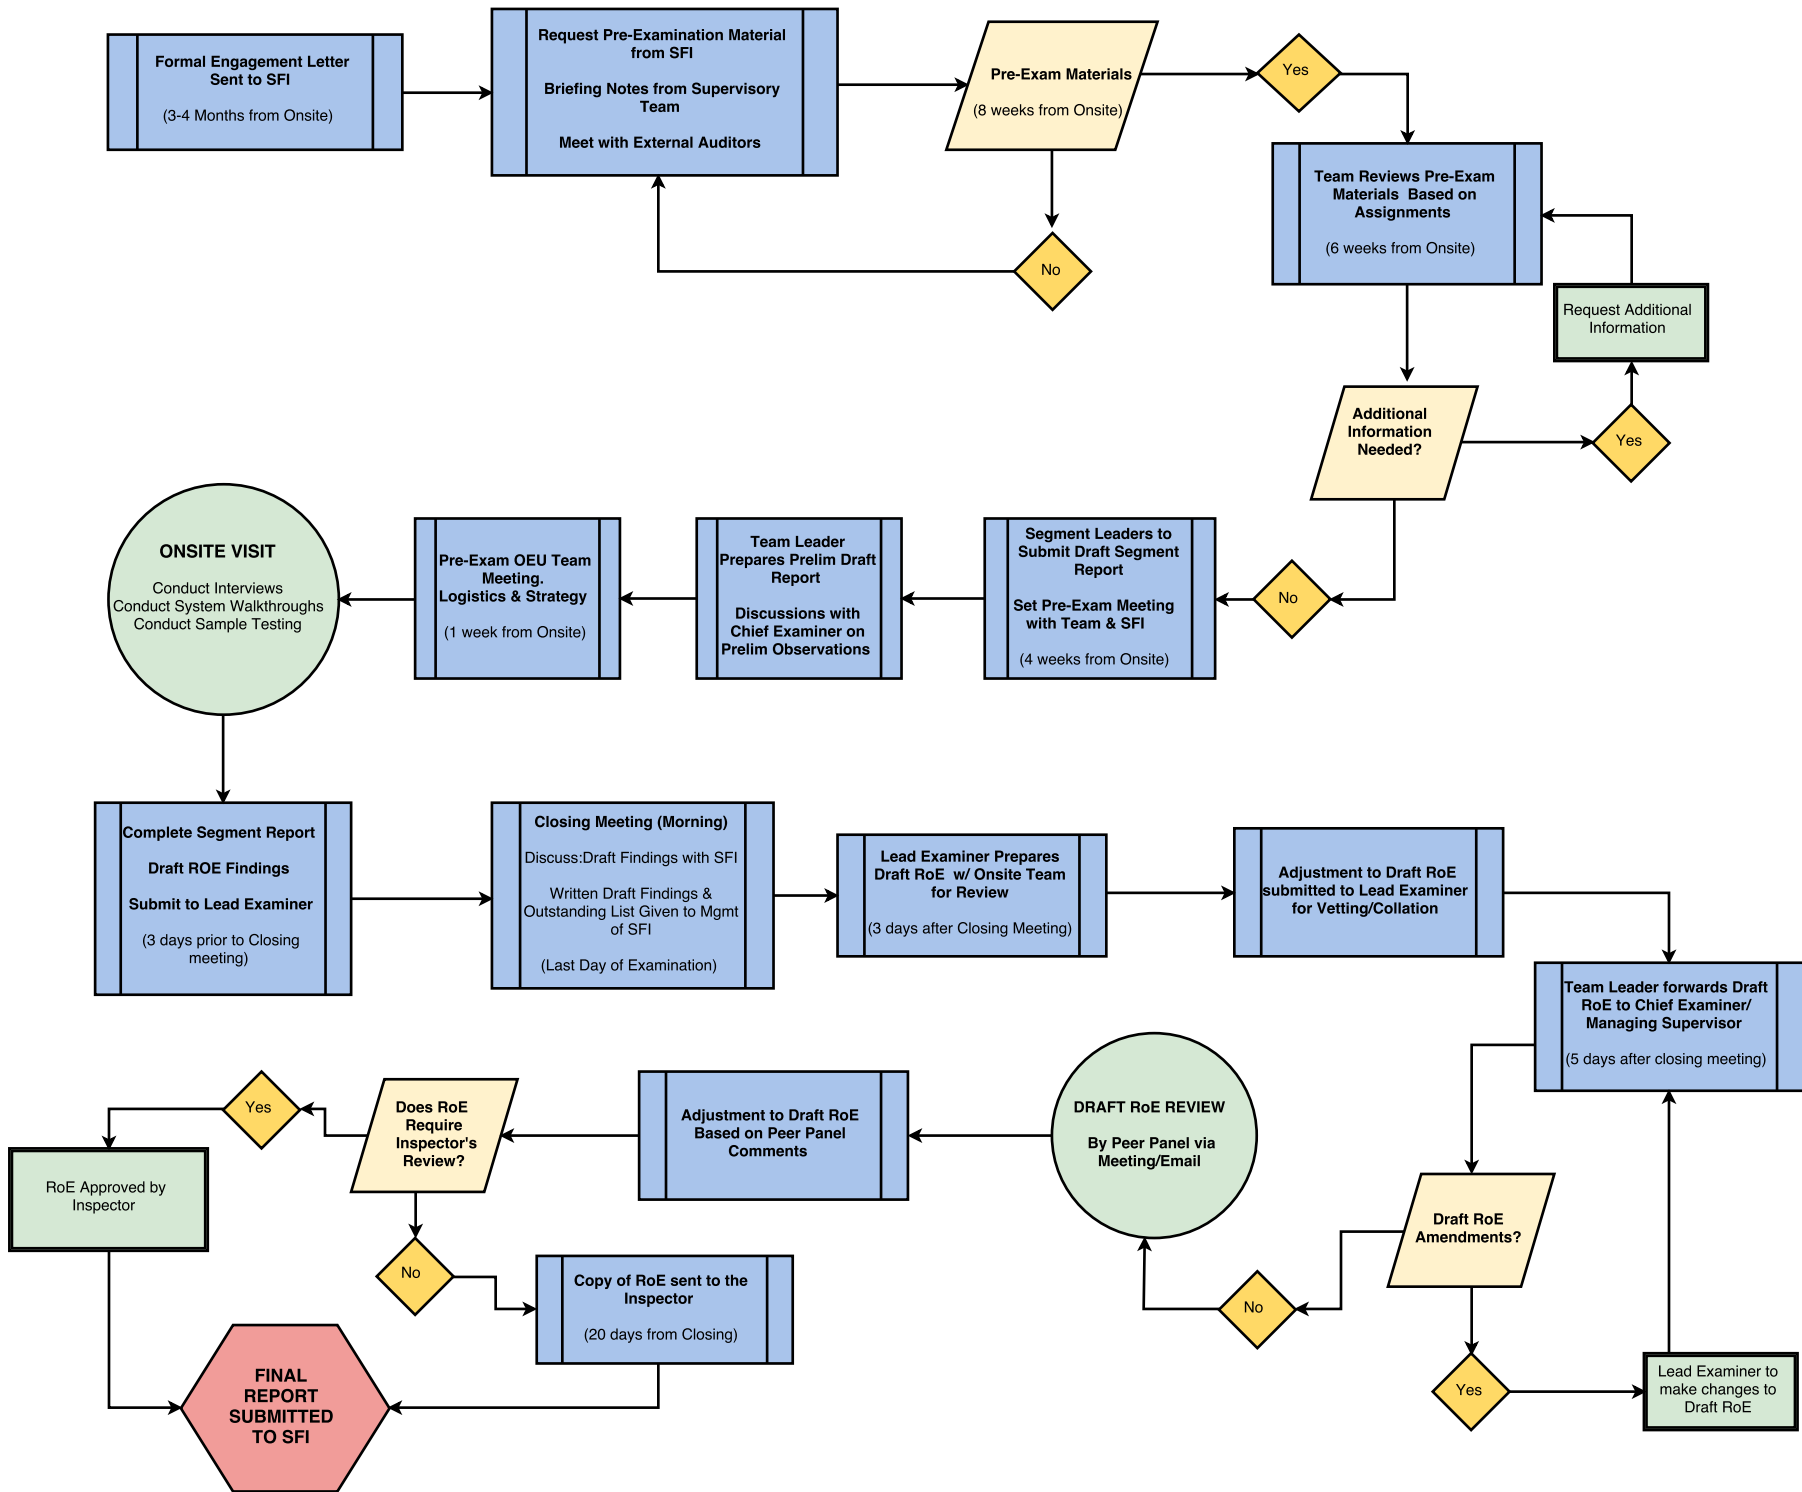 Formal Engagement Letter
Sent to SFI
(3-4 Months from Onsite)
Request Pre-Examination Material
from SFI
Briefing Notes from Supervisory
Team
Meet with External Auditors
Pre-Exam Materials
(8 weeks from Onsite)
Yes
No
Team Reviews Pre-Exam
Materials  Based on
Assignments
(6 weeks from Onsite)
Request Additional
Information
Additional
Information
Needed?
Yes
No
Segment Leaders to
Submit Draft Segment
Report
Set Pre-Exam Meeting
with Team & SFI
(4 weeks from Onsite)
Team Leader
Prepares Prelim Draft
Report
Discussions with
Chief Examiner on
Prelim Observations
Pre-Exam OEU Team
Meeting.
Logistics & Strategy
(1 week from Onsite)
ONSITE VISIT
Conduct Interviews
Conduct System Walkthroughs
Conduct Sample Testing
Complete Segment Report
Draft ROE Findings
Submit to Lead Examiner
(3 days prior to Closing
meeting)
Closing Meeting (Morning)
Discuss:Draft Findings with SFI
Written Draft Findings &
Outstanding List Given to Mgmt
of SFI
(Last Day of Examination)
Lead Examiner Prepares
Draft RoE  w/ Onsite Team
for Review
(3 days after Closing Meeting)
Adjustment to Draft RoE
submitted to Lead Examiner
for Vetting/Collation
Team Leader forwards Draft
RoE to Chief Examiner/
Managing Supervisor
(5 days after closing meeting)
Draft RoE
Amendments?
Yes
Lead Examiner to
make changes to
Draft RoE
No
DRAFT RoE REVIEW
By Peer Panel via
Meeting/Email
Adjustment to Draft RoE
Based on Peer Panel
Comments
Does RoE
Require
Inspector's
Review?
Yes
RoE Approved by
Inspector
No
Copy of RoE sent to the
Inspector
(20 days from Closing)
FINAL
REPORT
SUBMITTED
TO SFI